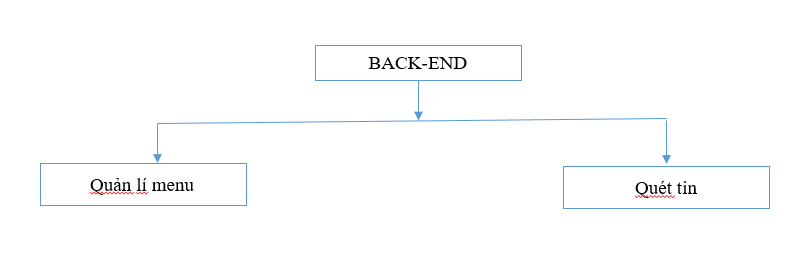 BACK-END
Quản lí menu
Quét tin